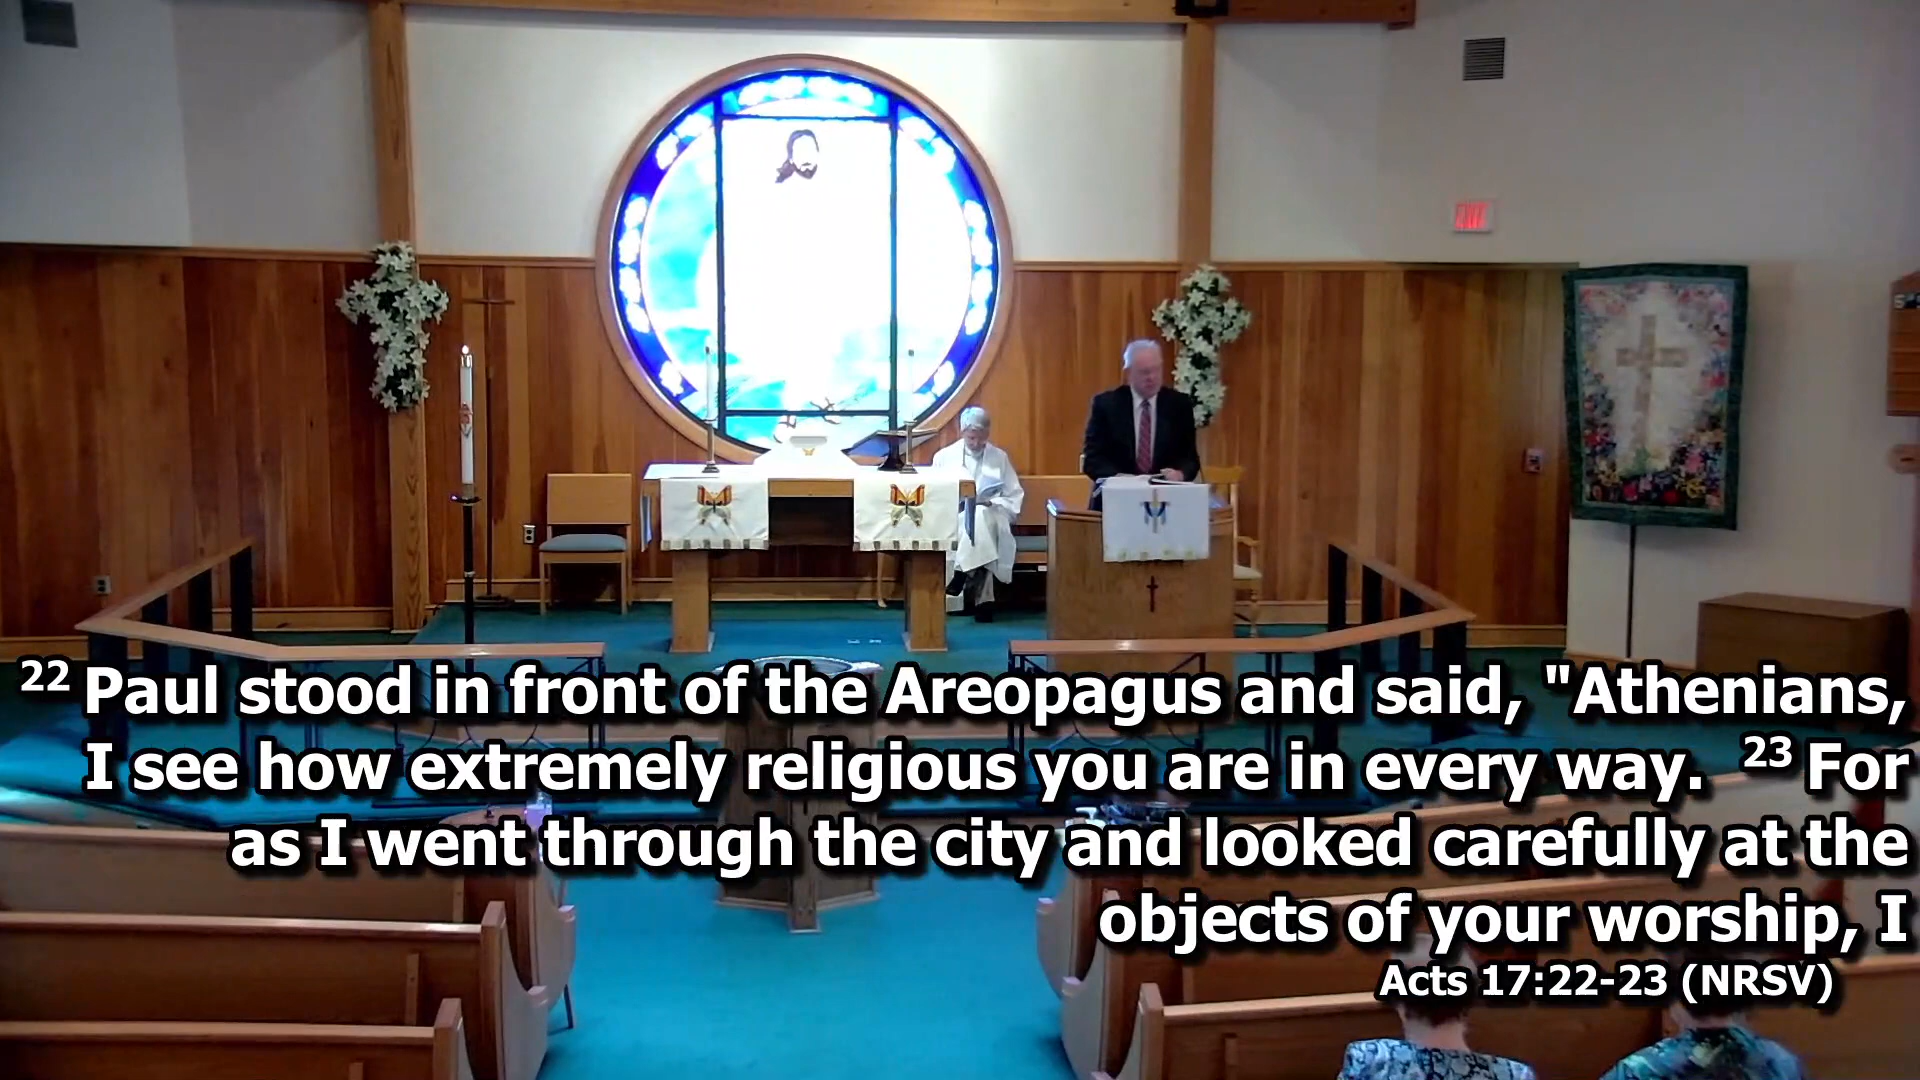 22 Paul stood in front of the Areopagus and said, "Athenians,
I see how extremely religious you are in every way. 23 For
as I went through the city and looked carefully at the
objects of your worship, I
Acts 17:22-23 (NRSV)
EXIT